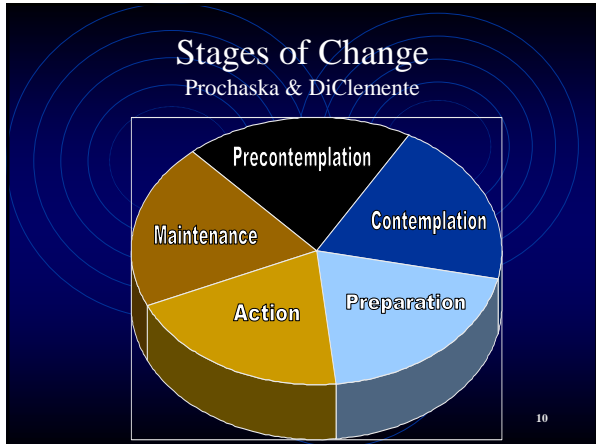 Stages of Change
Prochaska & DiClemente
Precontemplation
Contemplation
Maintenance
Preparation
Action
10